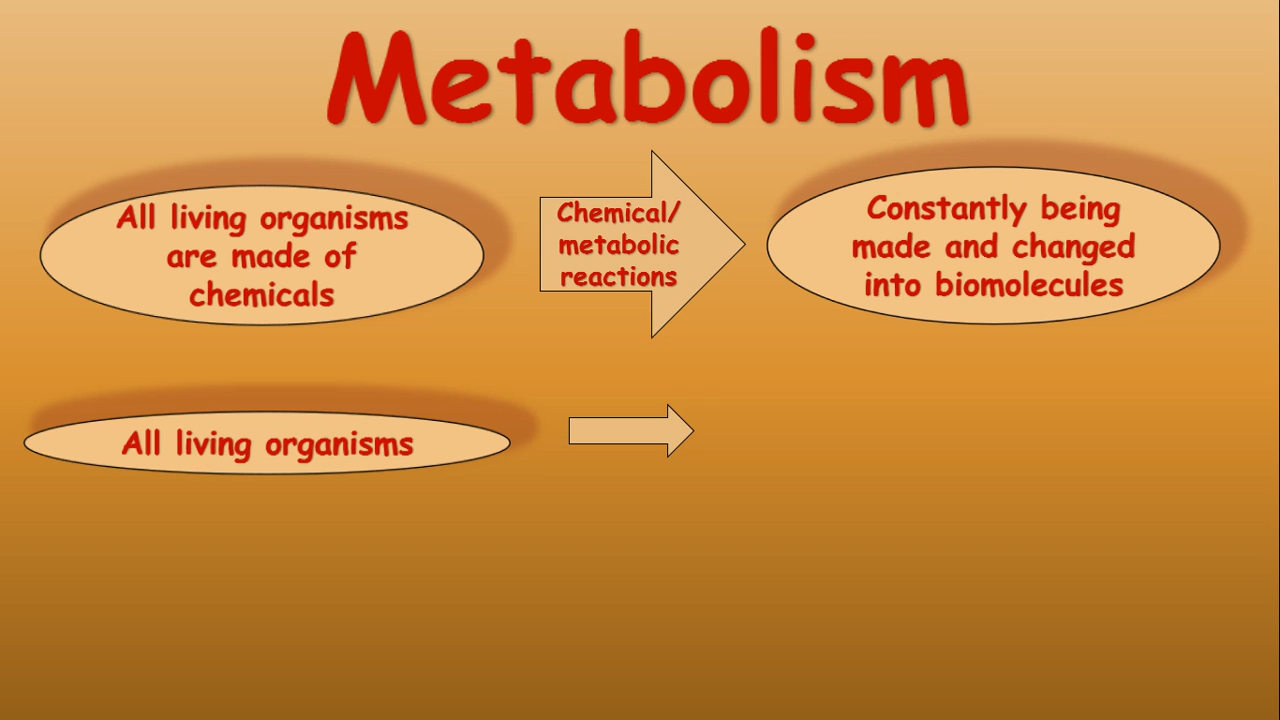 Metabolism
All living organisms
are made of
chemicals
Chemical/
metabolic
reactions
Constantly being
made and changed
into biomolecules
All living organisms